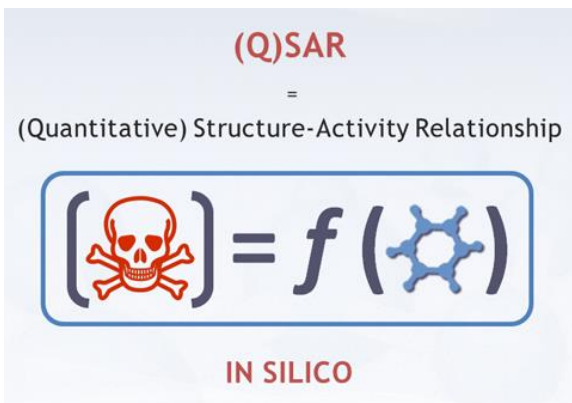 (Q)SAR
=
(Quantitative) Structure-Activity Relationship
[ ] = f ( )
IN SILICO